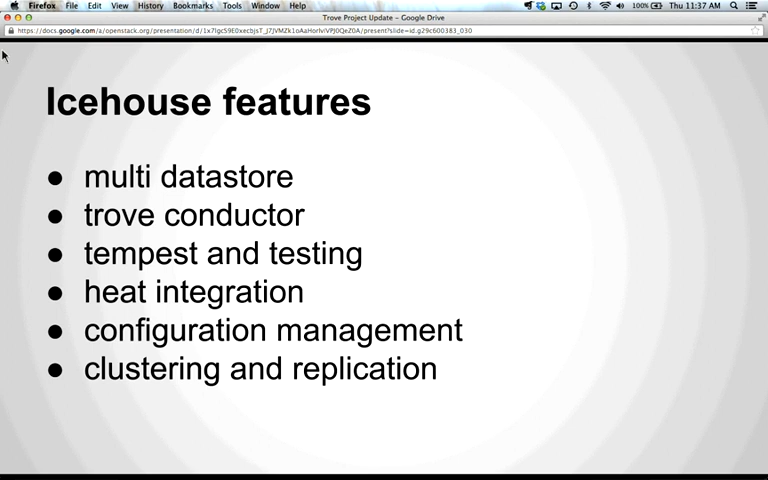 Firefox File Edit View History Bookmarks Tools Window Help 100% Thu 11:37 AM
Trove Project Update – Google Drive
Icehouse features
● multi datastore
● trove conductor
● tempest and testing
● heat integration
● configuration management
● clustering and replication